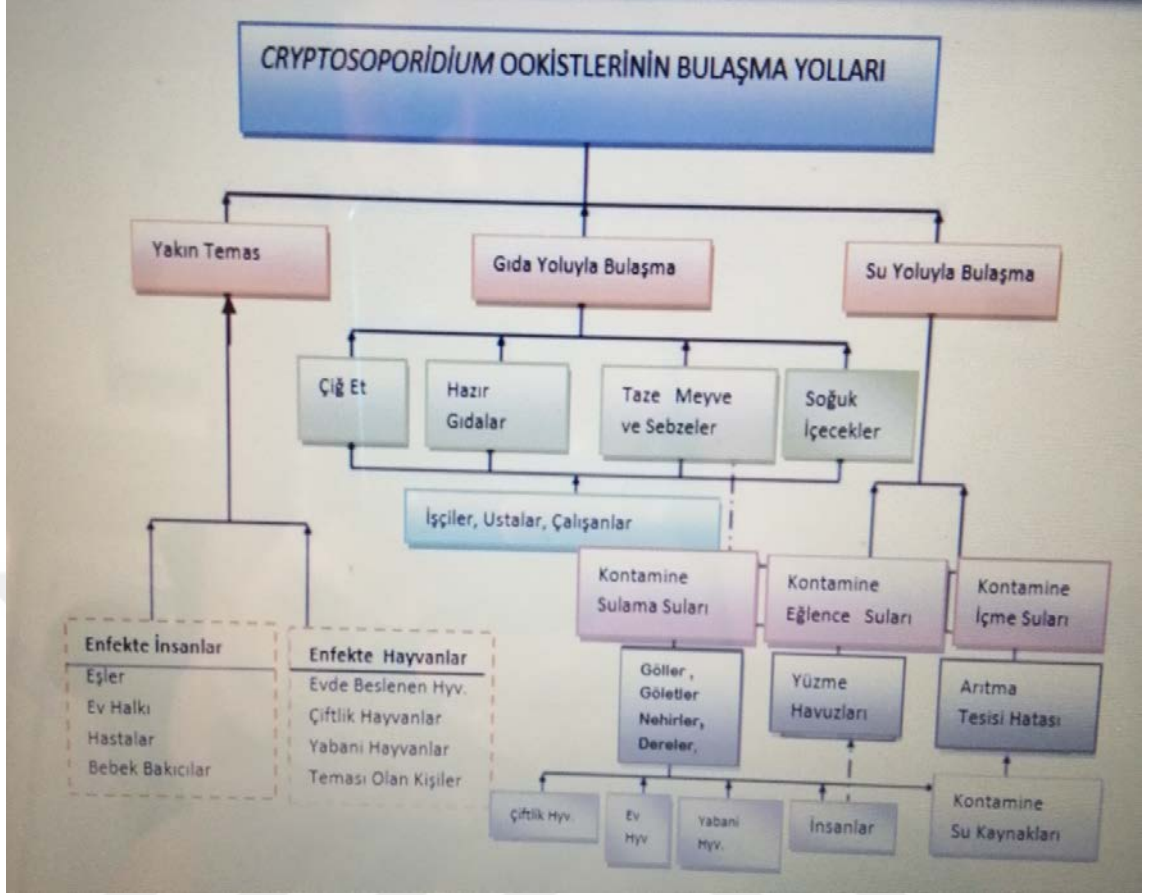 CRYPTOSOPORİDİUM OOKİSTLERİNİN BULAŞMA YOLLARI
Yakın Temas
Gıda Yoluyla Bulaşma
Su Yoluyla Bulaşma
Çiğ Et
Hazır
Gıdalar
Taze Meyve
ve Sebzeler
Soğuk
İçecekler
İşçiler, Ustalar, Çalışanlar
Kontamine
Sulama Suları
Kontamine
Eğlence Suları
Kontamine
İçme Suları
Enfekte İnsanlar
Eşler
Ev Halkı
Hastalar
Bebek Bakıcılar
Enfekte Hayvanlar
Evde Beslenen Hyv.
Çiftlik Hayvanlar
Yabani Hayvanlar
Teması Olan Kişiler
Göller,
Göletler
Nehirler,
Dereler,
Yüzme
Havuzları
Arıtma
Tesisi Hatası
Çiftlik Hyv.
Ev
Hyv
Yabani
Hyv.
İnsanlar
Kontamine
Su Kaynakları